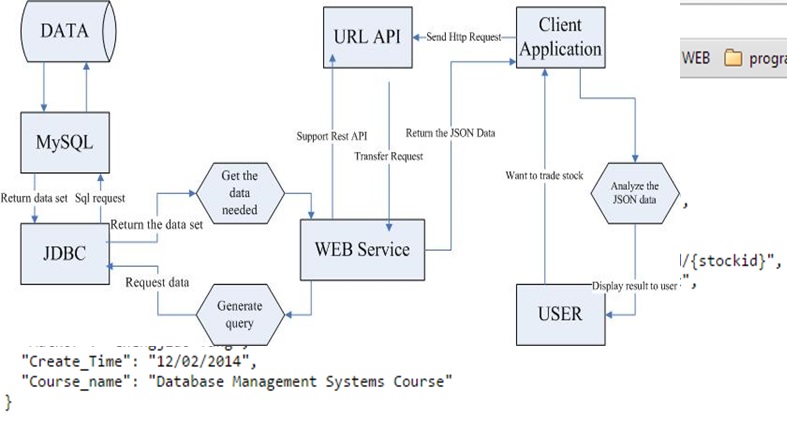 DATA
URL API
Send Http Request
Client
Application
WEB
progra
MySQL
Support Rest API
Return the JSON Data
Transfer Request
Get the
data
needed
Want to trade stock
Analyze the
JSON data
,
Return data set
Sql request
Return the data set
JDBC
WEB Service
/{stockid}",
Request data
Generate
query
Display result to user
",
USER
"Create_Time": "12/02/2014",
"Course_name": "Database Management Systems Course"
}